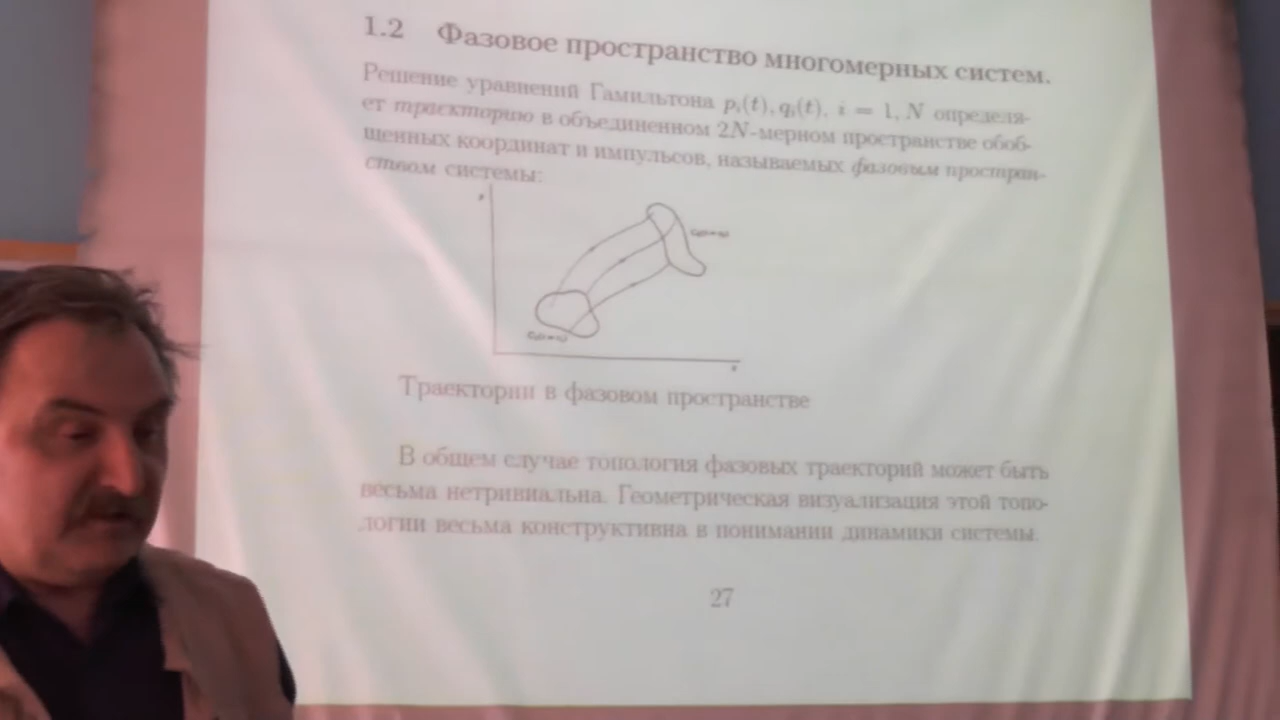 1.2 Фазовое пространство многомерных систем.
Решение уравнений Гамильтона pᵢ(t), qᵢ(t), i = 1, N определя-
ет траекторию в объединенном 2N-мерном пространстве обоб-
щенных координат и импульсов, называемых фазовым простран-
ством системы:
Траектории в фазовом пространстве
В общем случае топология фазовых траекторий может быть
весьма нетривиальна. Геометрическая визуализация этой топо-
логии весьма конструктивна в понимании динамики системы.
27